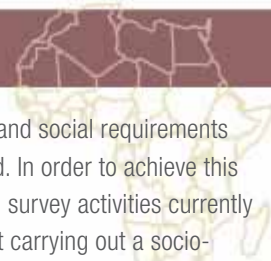 and social requirements
d. In order to achieve this
survey activities currently
t carrying out a socio-